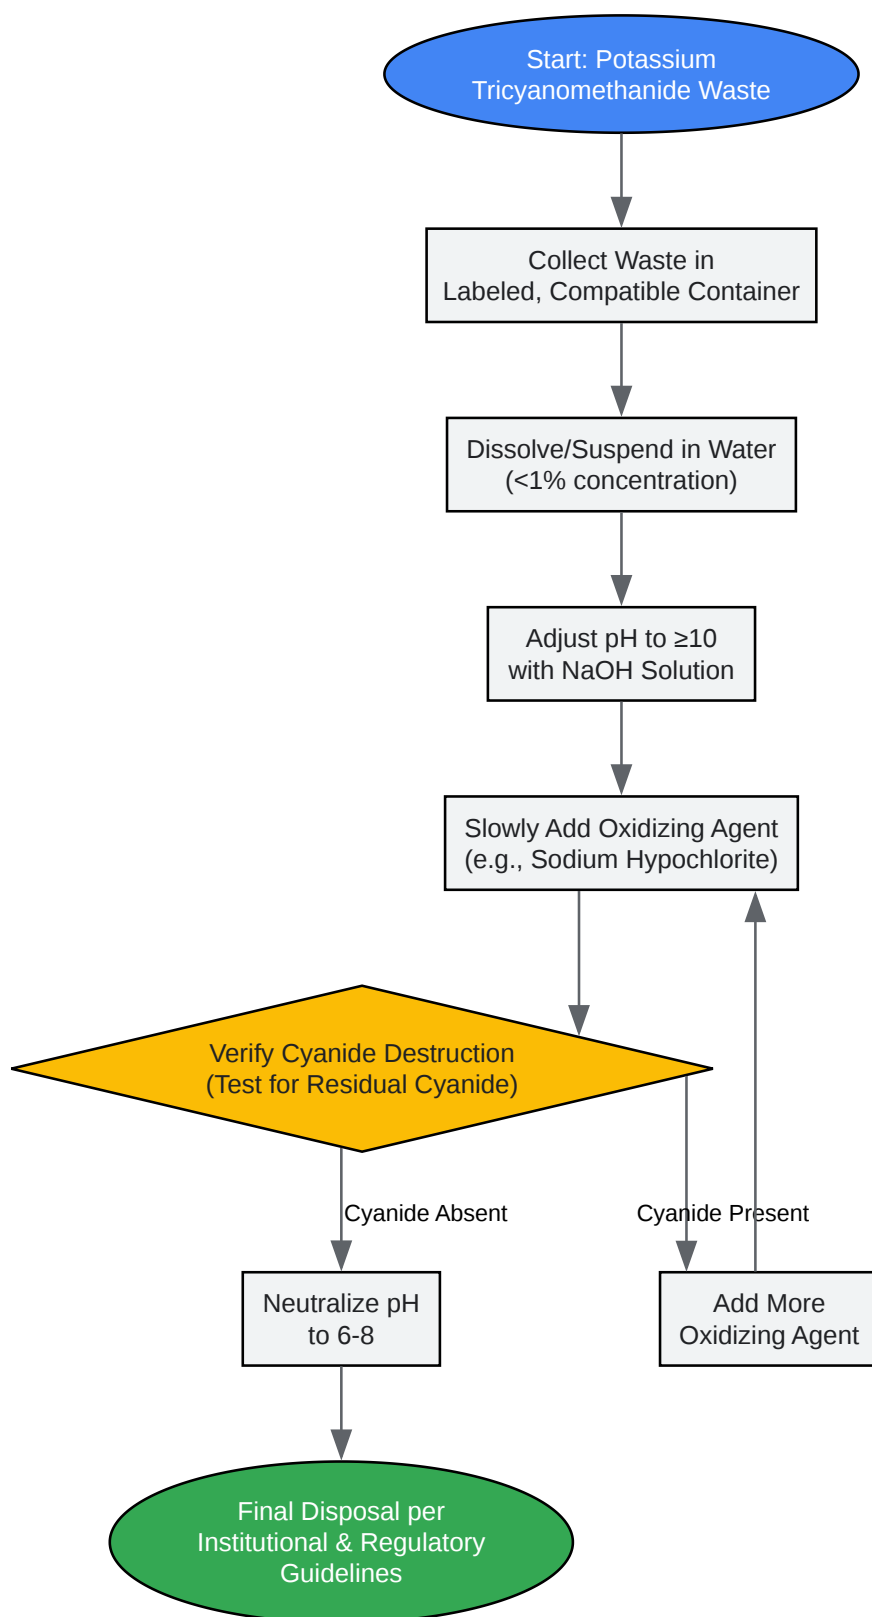 Start: Potassium
Tricyanomethanide Waste
Collect Waste in
Labeled, Compatible Container
Dissolve/Suspend in Water
(<1% concentration)
Adjust pH to ≥10
with NaOH Solution
Slowly Add Oxidizing Agent
(e.g., Sodium Hypochlorite)
Verify Cyanide Destruction
(Test for Residual Cyanide)
Cyanide Absent
Cyanide Present
Neutralize pH
to 6-8
Add More
Oxidizing Agent
Final Disposal per
Institutional & Regulatory
Guidelines